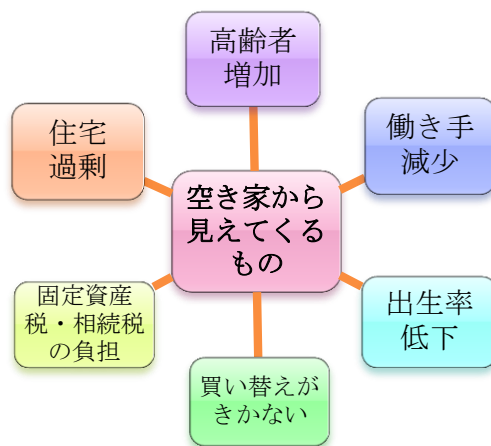 高齢者
増加
働き手
減少
住宅
過剰
空き家から
見えてくる
もの
固定資産
税・相続税
の負担
出生率
低下
買い替えが
きかない